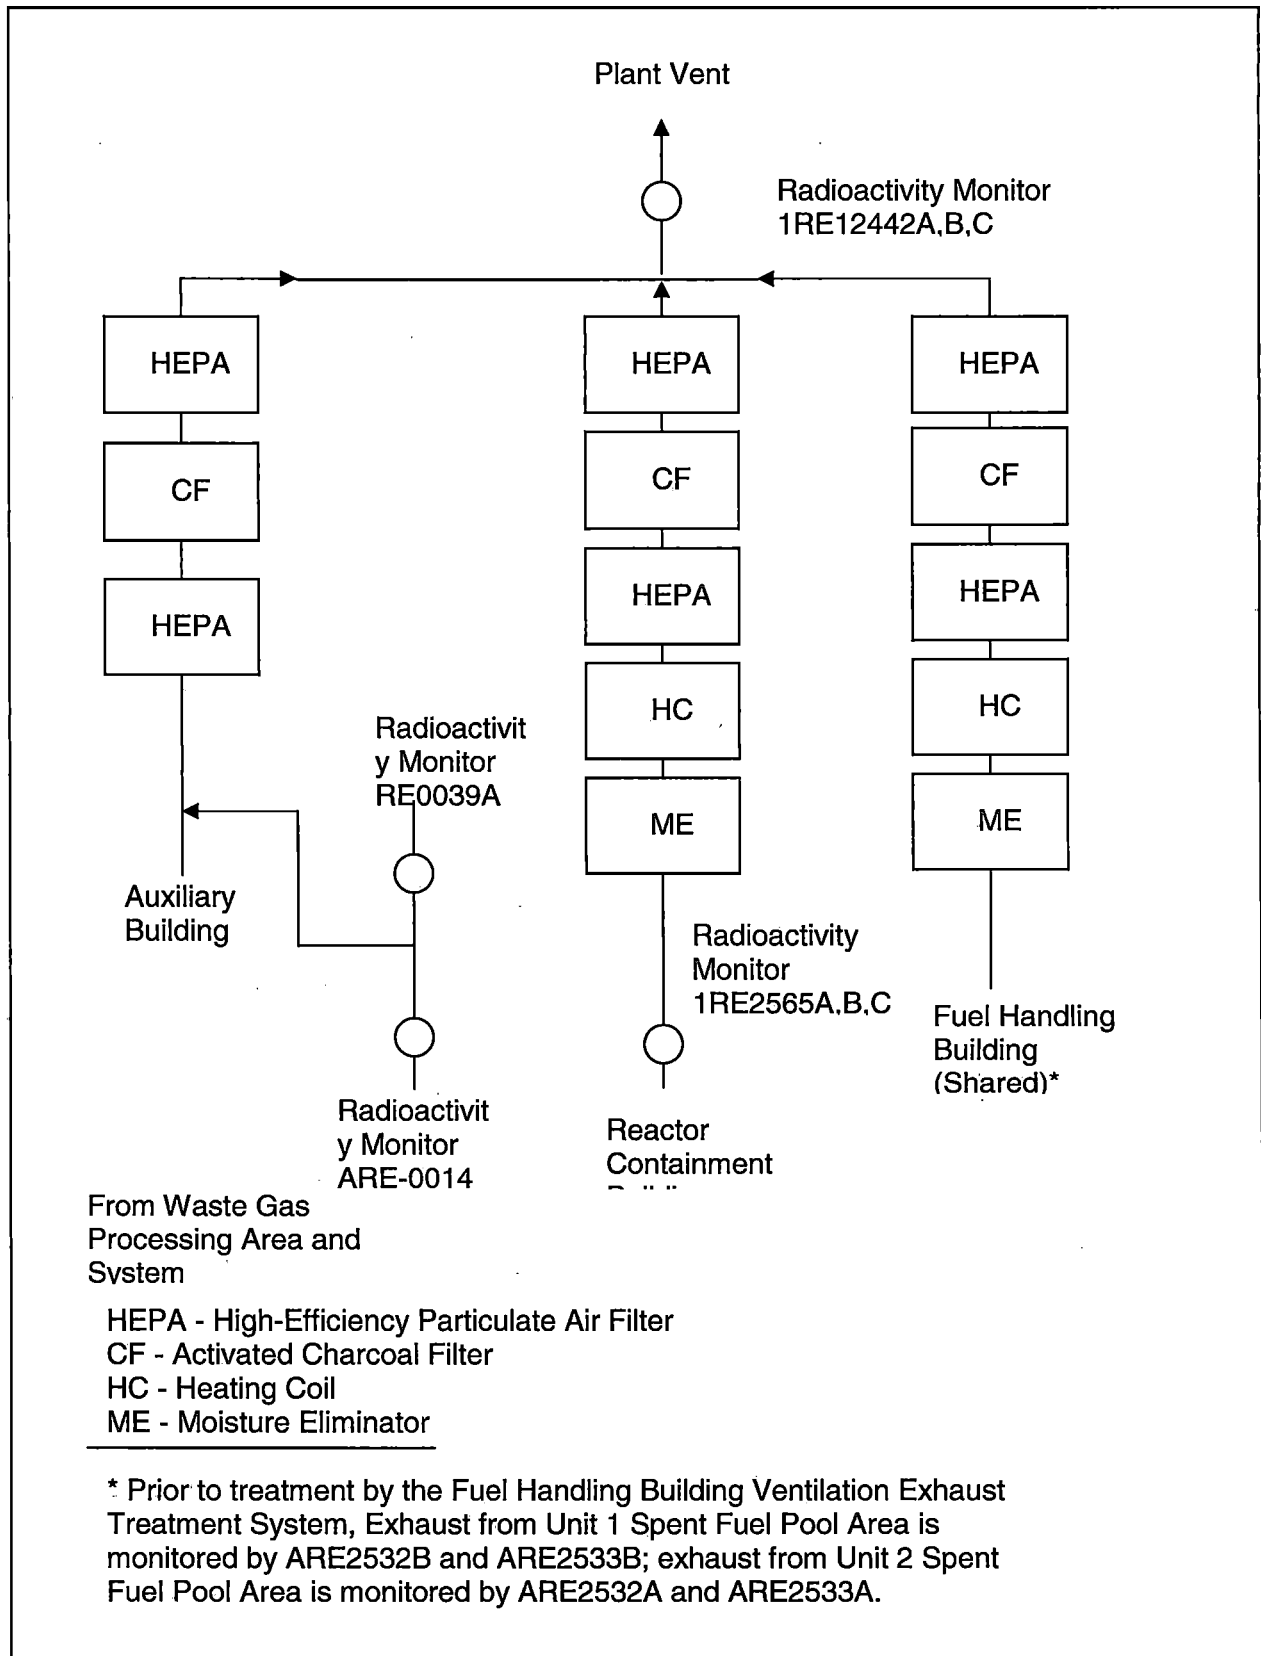 Plant Vent
Radioactivity Monitor
1RE12442A,B,C
HEPA
HEPA
HEPA
CF
CF
CF
HEPA
HEPA
HEPA
HC
HC
ME
ME
Radioactivit
y Monitor
RE0039A
Auxiliary
Building
Radioactivity
Monitor
1RE2565A,B,C
Fuel Handling
Building
(Shared)*
Radioactivit
y Monitor
ARE-0014
Reactor
Containment
From Waste Gas
Processing Area and
System
HEPA - High-Efficiency Particulate Air Filter
CF - Activated Charcoal Filter
HC - Heating Coil
ME - Moisture Eliminator
* Prior to treatment by the Fuel Handling Building Ventilation Exhaust
Treatment System, Exhaust from Unit 1 Spent Fuel Pool Area is
monitored by ARE2532B and ARE2533B; exhaust from Unit 2 Spent
Fuel Pool Area is monitored by ARE2532A and ARE2533A.